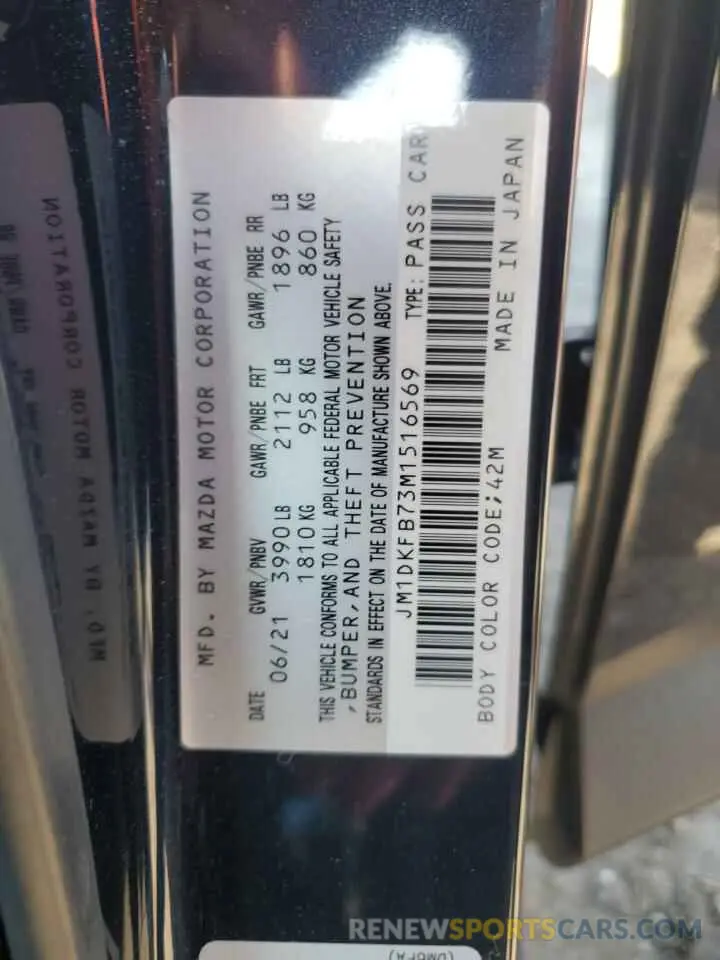 MFD. BY MAZDA MOTOR CORPORATION
DATE GVWR/PNBV GAWR/PNBE FRT GAWR/PNBE RR
06/21 3990 LB 2112 LB 1896 LB
1810 KG 958 KG 860 KG
THIS VEHICLE CONFORMS TO ALL APPLICABLE FEDERAL MOTOR VEHICLE SAFETY
,BUMPER,AND THEFT PREVENTION
STANDARDS IN EFFECT ON THE DATE OF MANUFACTURE SHOWN ABOVE.
JM1DKFB73M1516569 TYPE: PASS CAR
BODY COLOR CODE;42M MADE IN JAPAN
MFD. BY MAZDA MOTOR CORPORATION
RENEWSPORTSCARS.COM